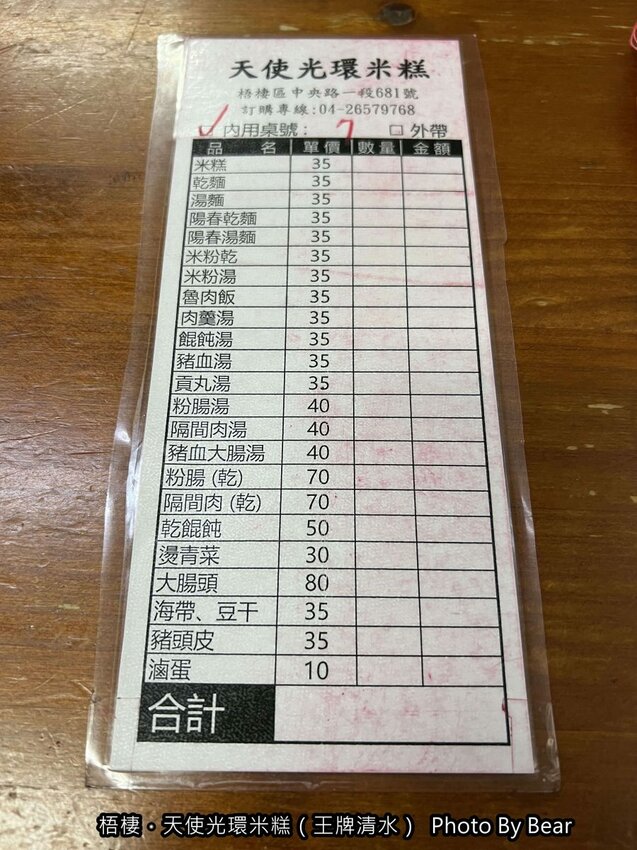 天使光環米糕
梧棲區中央路一段681號
訂購專線:04-26579768
☑ 內用桌號: 7 □ 外帶
品 名 單價 數量 金額
米糕 35
乾麵 35
湯麵 35
陽春乾麵 35
陽春湯麵 35
米粉乾 35
米粉湯 35
魯肉飯 35
肉羹湯 35
餛飩湯 35
豬血湯 35
貢丸湯 35
粉腸湯 40
隔間肉湯 40
豬血大腸湯 40
粉腸 (乾) 70
隔間肉 (乾) 70
乾餛飩 50
燙青菜 30
大腸頭 80
海帶、豆干 35
豬頭皮 35
滷蛋 10
合計
梧棲•天使光環米糕（王牌清水） Photo By Bear